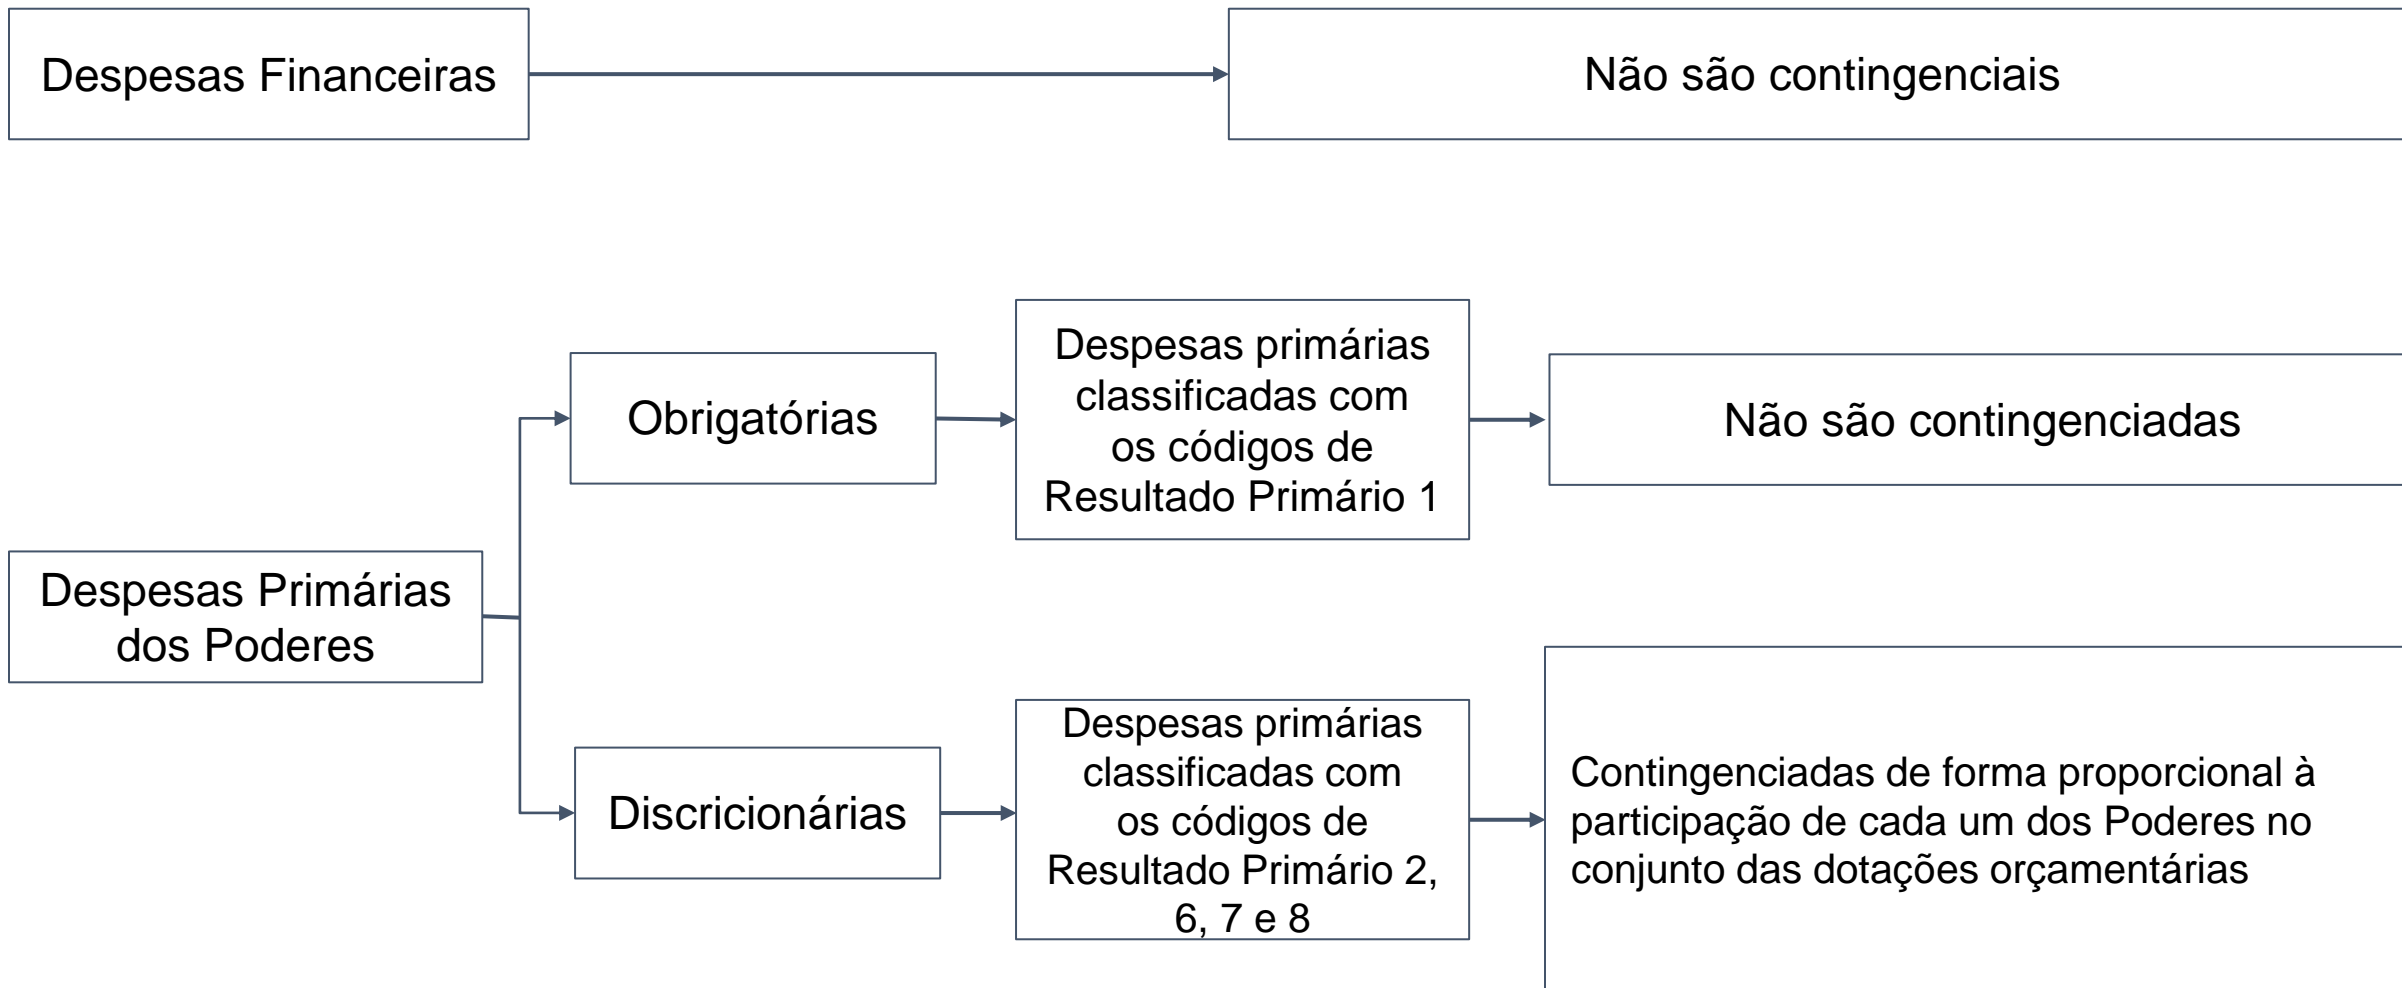 Despesas Financeiras
Não são contingenciais
Despesas Primárias
dos Poderes
Obrigatórias
Despesas primárias
classificadas com
os códigos de
Resultado Primário 1
Não são contingenciadas
Discricionárias
Despesas primárias
classificadas com
os códigos de
Resultado Primário 2,
6, 7 e 8
Contingenciadas de forma proporcional à
participação de cada um dos Poderes no
conjunto das dotações orçamentárias